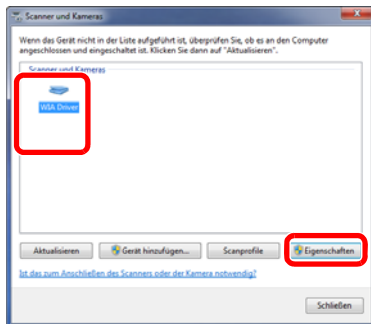 Scanner und Kameras
Wenn das Gerät nicht in der Liste aufgeführt ist, überprüfen Sie, ob es an den Computer
angeschlossen und eingeschaltet ist. Klicken Sie dann auf "Aktualisieren".
Scanner und Kameras
WIA Driver
Aktualisieren
Gerät hinzufügen...
Scanprofile
Eigenschaften
Ist das zum Anschließen des Scanners oder der Kamera notwendig?
Schließen